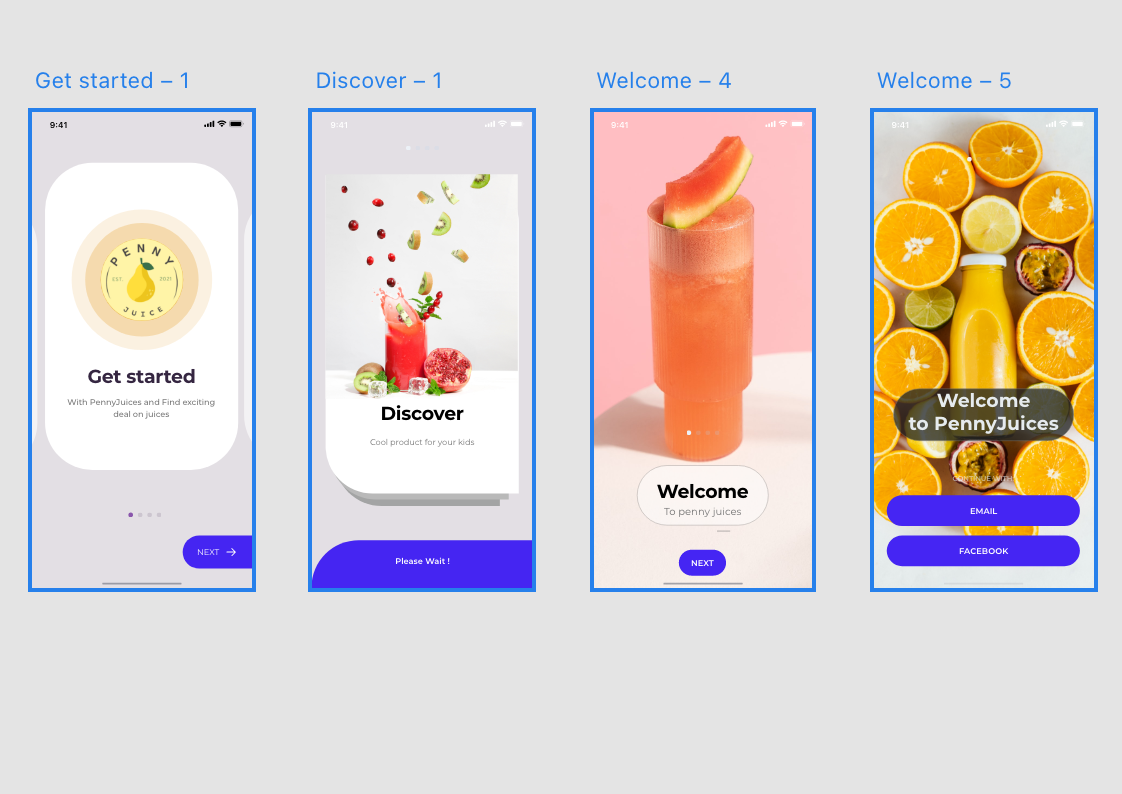 Get started – 1
Discover – 1
Welcome – 4
Welcome – 5
9:41
PENNY
EST.
2021
JUICE
Get started
With PennyJuices and Find exciting
deal on juices
NEXT
9:41
Discover
Cool product for your kids
Please Wait !
9:41
Welcome
To penny juices
NEXT
9:41
Welcome
to PennyJuices
CONTINUE WITH
EMAIL
FACEBOOK